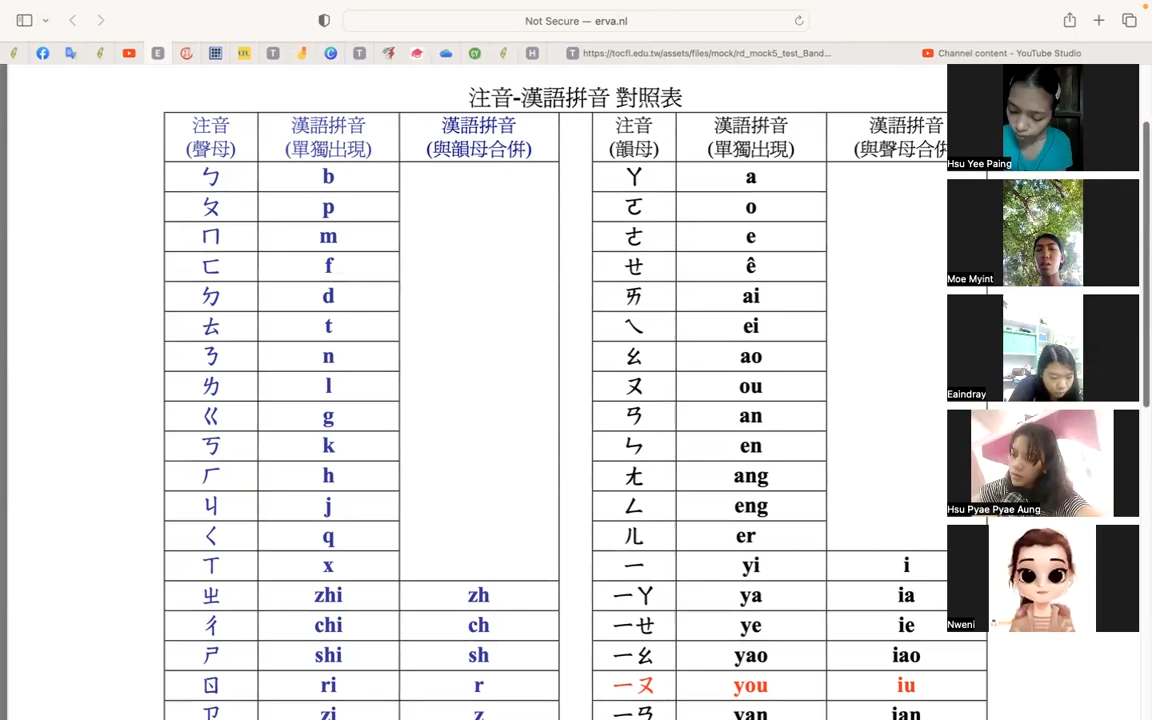 Not Secure — erva.nl
https://tocfl.edu.tw/assets/files/mock/rd_mock5_test_Band...
Channel content - YouTube Studio
注音-漢語拼音 對照表
注音 (聲母) 漢語拼音 (單獨出現) 漢語拼音 (與韻母合併) 注音 (韻母) 漢語拼音 (單獨出現) 漢語拼音 (與聲母合併
ㄅ b ㄚ a
ㄆ p ㄛ o
ㄇ m ㄜ e
ㄈ f ㄝ ê
ㄉ d ㄞ ai
ㄊ t ㄟ ei
ㄋ n ㄠ ao
ㄌ l ㄡ ou
ㄍ g ㄢ an
ㄎ k ㄣ en
ㄏ h ㄤ ang
ㄐ j ㄥ eng
ㄑ q ㄦ er
ㄒ x ㄧ yi i
ㄓ zhi zh ㄧㄚ ya ia
ㄔ chi ch ㄧㄝ ye ie
ㄕ shi sh ㄧㄠ yao iao
ㄖ ri r ㄧㄡ you iu
ㄗ zi z ㄧㄢ yan ian
Hsu Yee Paing
Moe Myint
Eaindray
Hsu Pyae Pyae Aung
Nweni